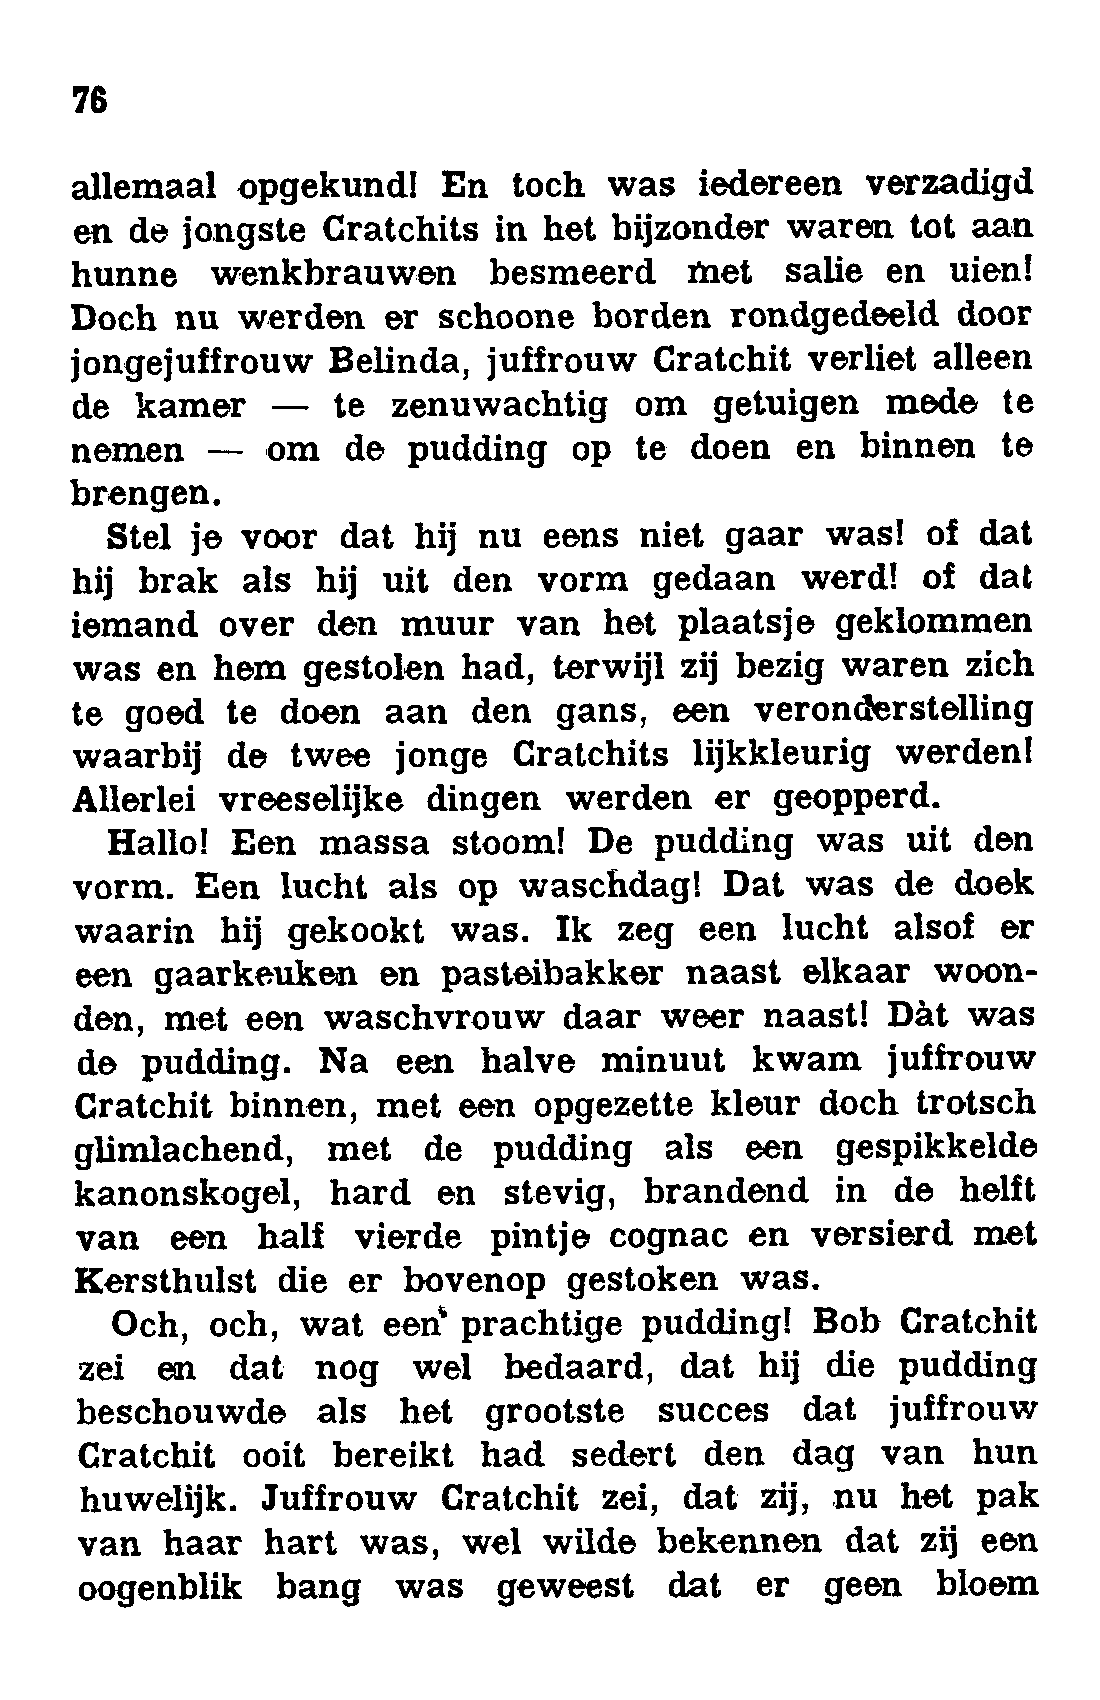 76
allemaal opgekund! En toch was iedereen verzadigd
en de jongste Cratchits in het bijzonder waren tot aan
hunne wenkbrauwen besmeerd met salie en uien!
Doch nu werden er schoone borden rondgedeeld door
jongejuffrouw Belinda, juffrouw Cratchit verliet alleen
de kamer — te zenuwachtig om getuigen mede te
nemen — om de pudding op te doen en binnen te
brengen.
Stel je voor dat hij nu eens niet gaar was! of dat
hij brak als hij uit den vorm gedaan werd! of dat
iemand over den muur van het plaatsje geklommen
was en hem gestolen had, terwijl zij bezig waren zich
te goed te doen aan den gans, een veronderstelling
waarbij de twee jonge Cratchits lijkkleurig werden!
Allerlei vreeselijke dingen werden er geopperd.
Hallo! Een massa stoom! De pudding was uit den
vorm. Een lucht als op waschdag! Dat was de doek
waarin hij gekookt was. Ik zeg een lucht alsof er
een gaarkeuken en pasteibakker naast elkaar woon-
den, met een waschvrouw daar weer naast! Dàt was
de pudding. Na een halve minuut kwam juffrouw
Cratchit binnen, met een opgezette kleur doch trotsch
glimlachend, met de pudding als een gespikkelde
kanonskogel, hard en stevig, brandend in de helft
van een half vierde pintje cognac en versierd met
Kersthulst die er bovenop gestoken was.
Och, och, wat een prachtige pudding! Bob Cratchit
zei en dat nog wel bedaard, dat hij die pudding
beschouwde als het grootste succes dat juffrouw
Cratchit ooit bereikt had sedert den dag van hun
huwelijk. Juffrouw Cratchit zei, dat zij, nu het pak
van haar hart was, wel wilde bekennen dat zij een
oogenblik bang was geweest dat er geen bloem